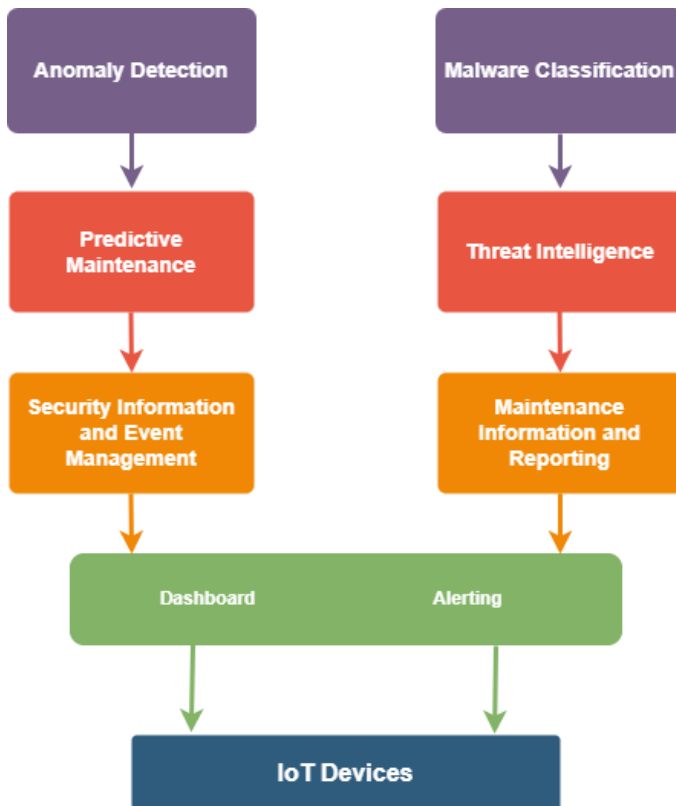 Anomaly Detection
Malware Classification
Predictive
Maintenance
Threat Intelligence
Security Information
and Event
Management
Maintenance
Information and
Reporting
Dashboard
Alerting
IoT Devices